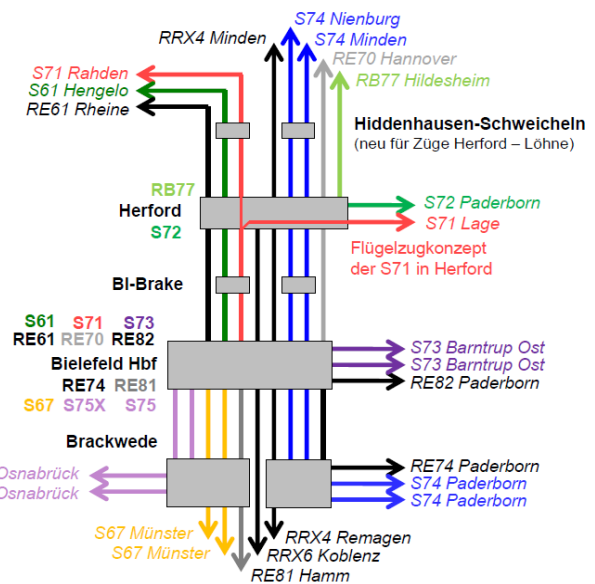 S74 Nienburg
RRX4 Minden
S74 Minden
RE70 Hannover
S71 Rahden
RB77 Hildesheim
S61 Hengelo
RE61 Rheine
Hiddenhausen-Schweicheln
(neu für Züge Herford – Löhne)
RB77
Herford
S72
S72 Paderborn
S71 Lage
Flügelzugkonzept
der S71 in Herford
BI-Brake
S61 S71 S73
RE61 RE70 RE82
Bielefeld Hbf
RE74 RE81
S67 S75X S75
S73 Barntrup Ost
S73 Barntrup Ost
RE82 Paderborn
Brackwede
Osnabrück
Osnabrück
RE74 Paderborn
S74 Paderborn
S74 Paderborn
S67 Münster
S67 Münster
RRX4 Remagen
RRX6 Koblenz
RE81 Hamm